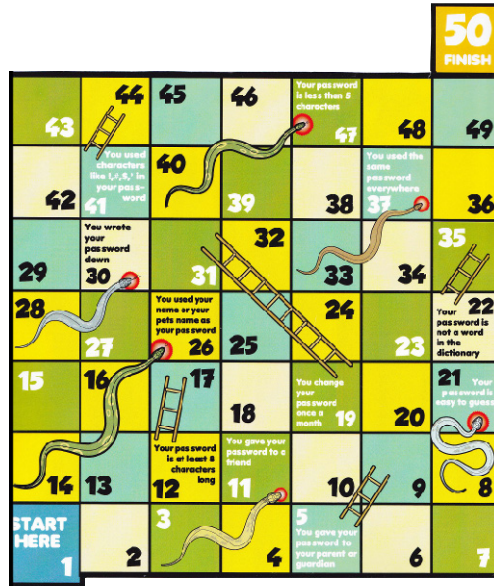 50
FINISH
44
45
46
Your password
is less than 5
characters
47
48
49
43
42
You used
characters
like !,£,$,* in
your pass-
word
41
40
39
38
You used the
same
password
everywhere
37
36
29
You wrote
your
password
down
30
31
32
33
34
35
28
27
You used your
name or your
pets name as
your password
26
25
24
23
22
Your
password is
not a word
in the
dictionary
15
16
17
18
You change
your
password
once a
month
19
20
21
Your
password is
easy to guess
14
13
Your password
is at least 8
characters
long
12
You gave your
password to a
friend
11
10
9
8
START
HERE
1
2
3
4
5
You gave your
password to
your parent or
guardian
6
7